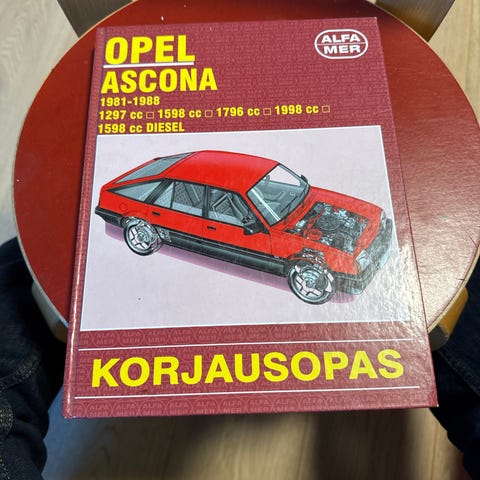 OPEL
ALFA
MER
ASCONA
1981-1988
1297 cc □ 1598 cc □ 1796 cc □ 1998 cc □
1598 cc DIESEL
KORJAUSOPAS